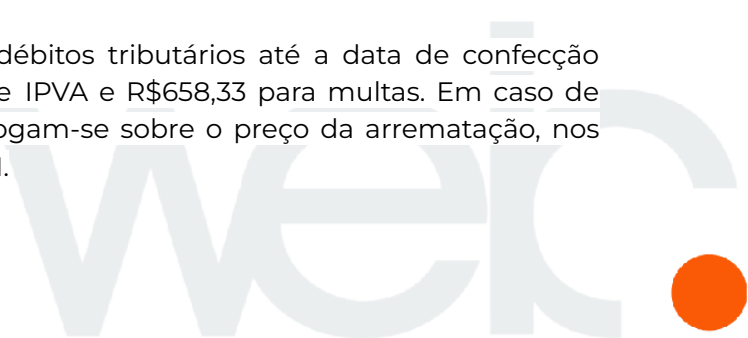 débitos tributários até a data de confecção
e IPVA e R$658,33 para multas. Em caso de
ogam-se sobre o preço da arrematação, nos